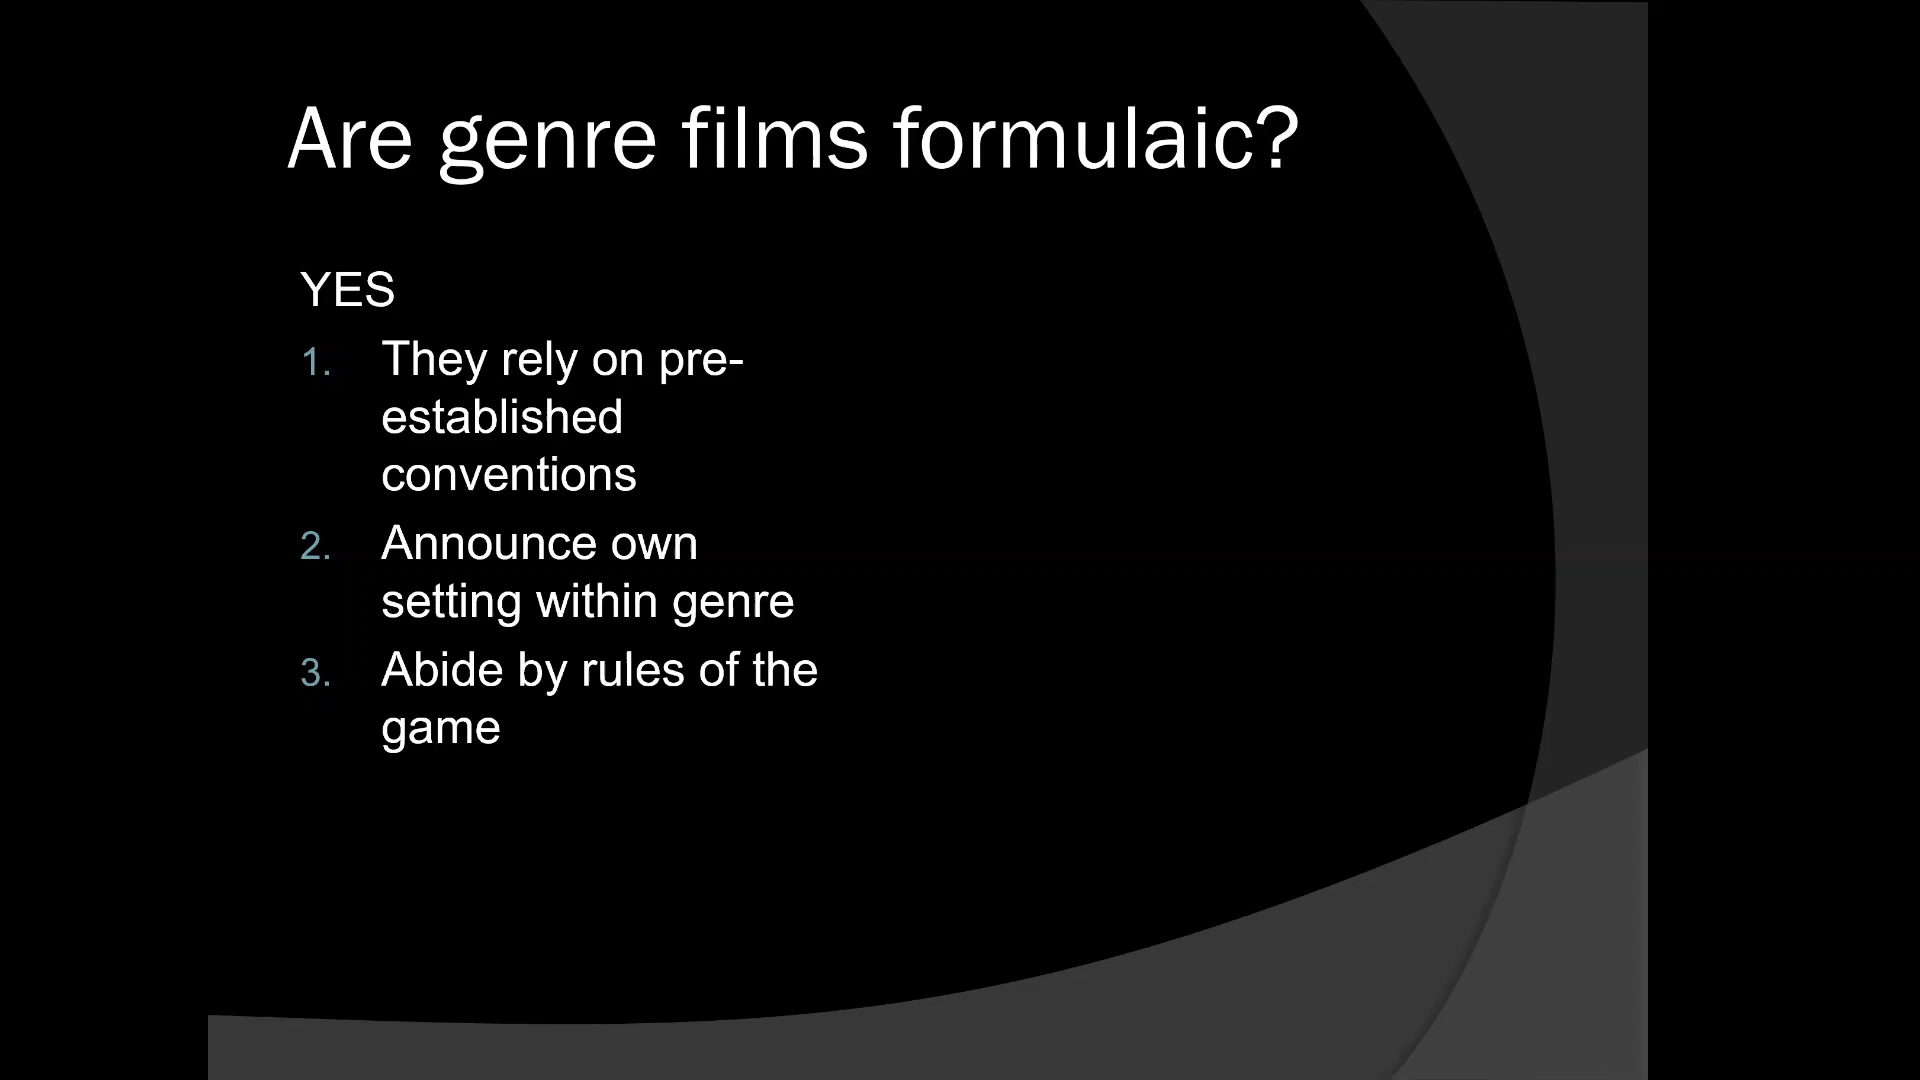 Are genre films formulaic?
YES
1. They rely on pre-
established
conventions
2. Announce own
setting within genre
3. Abide by rules of the
game